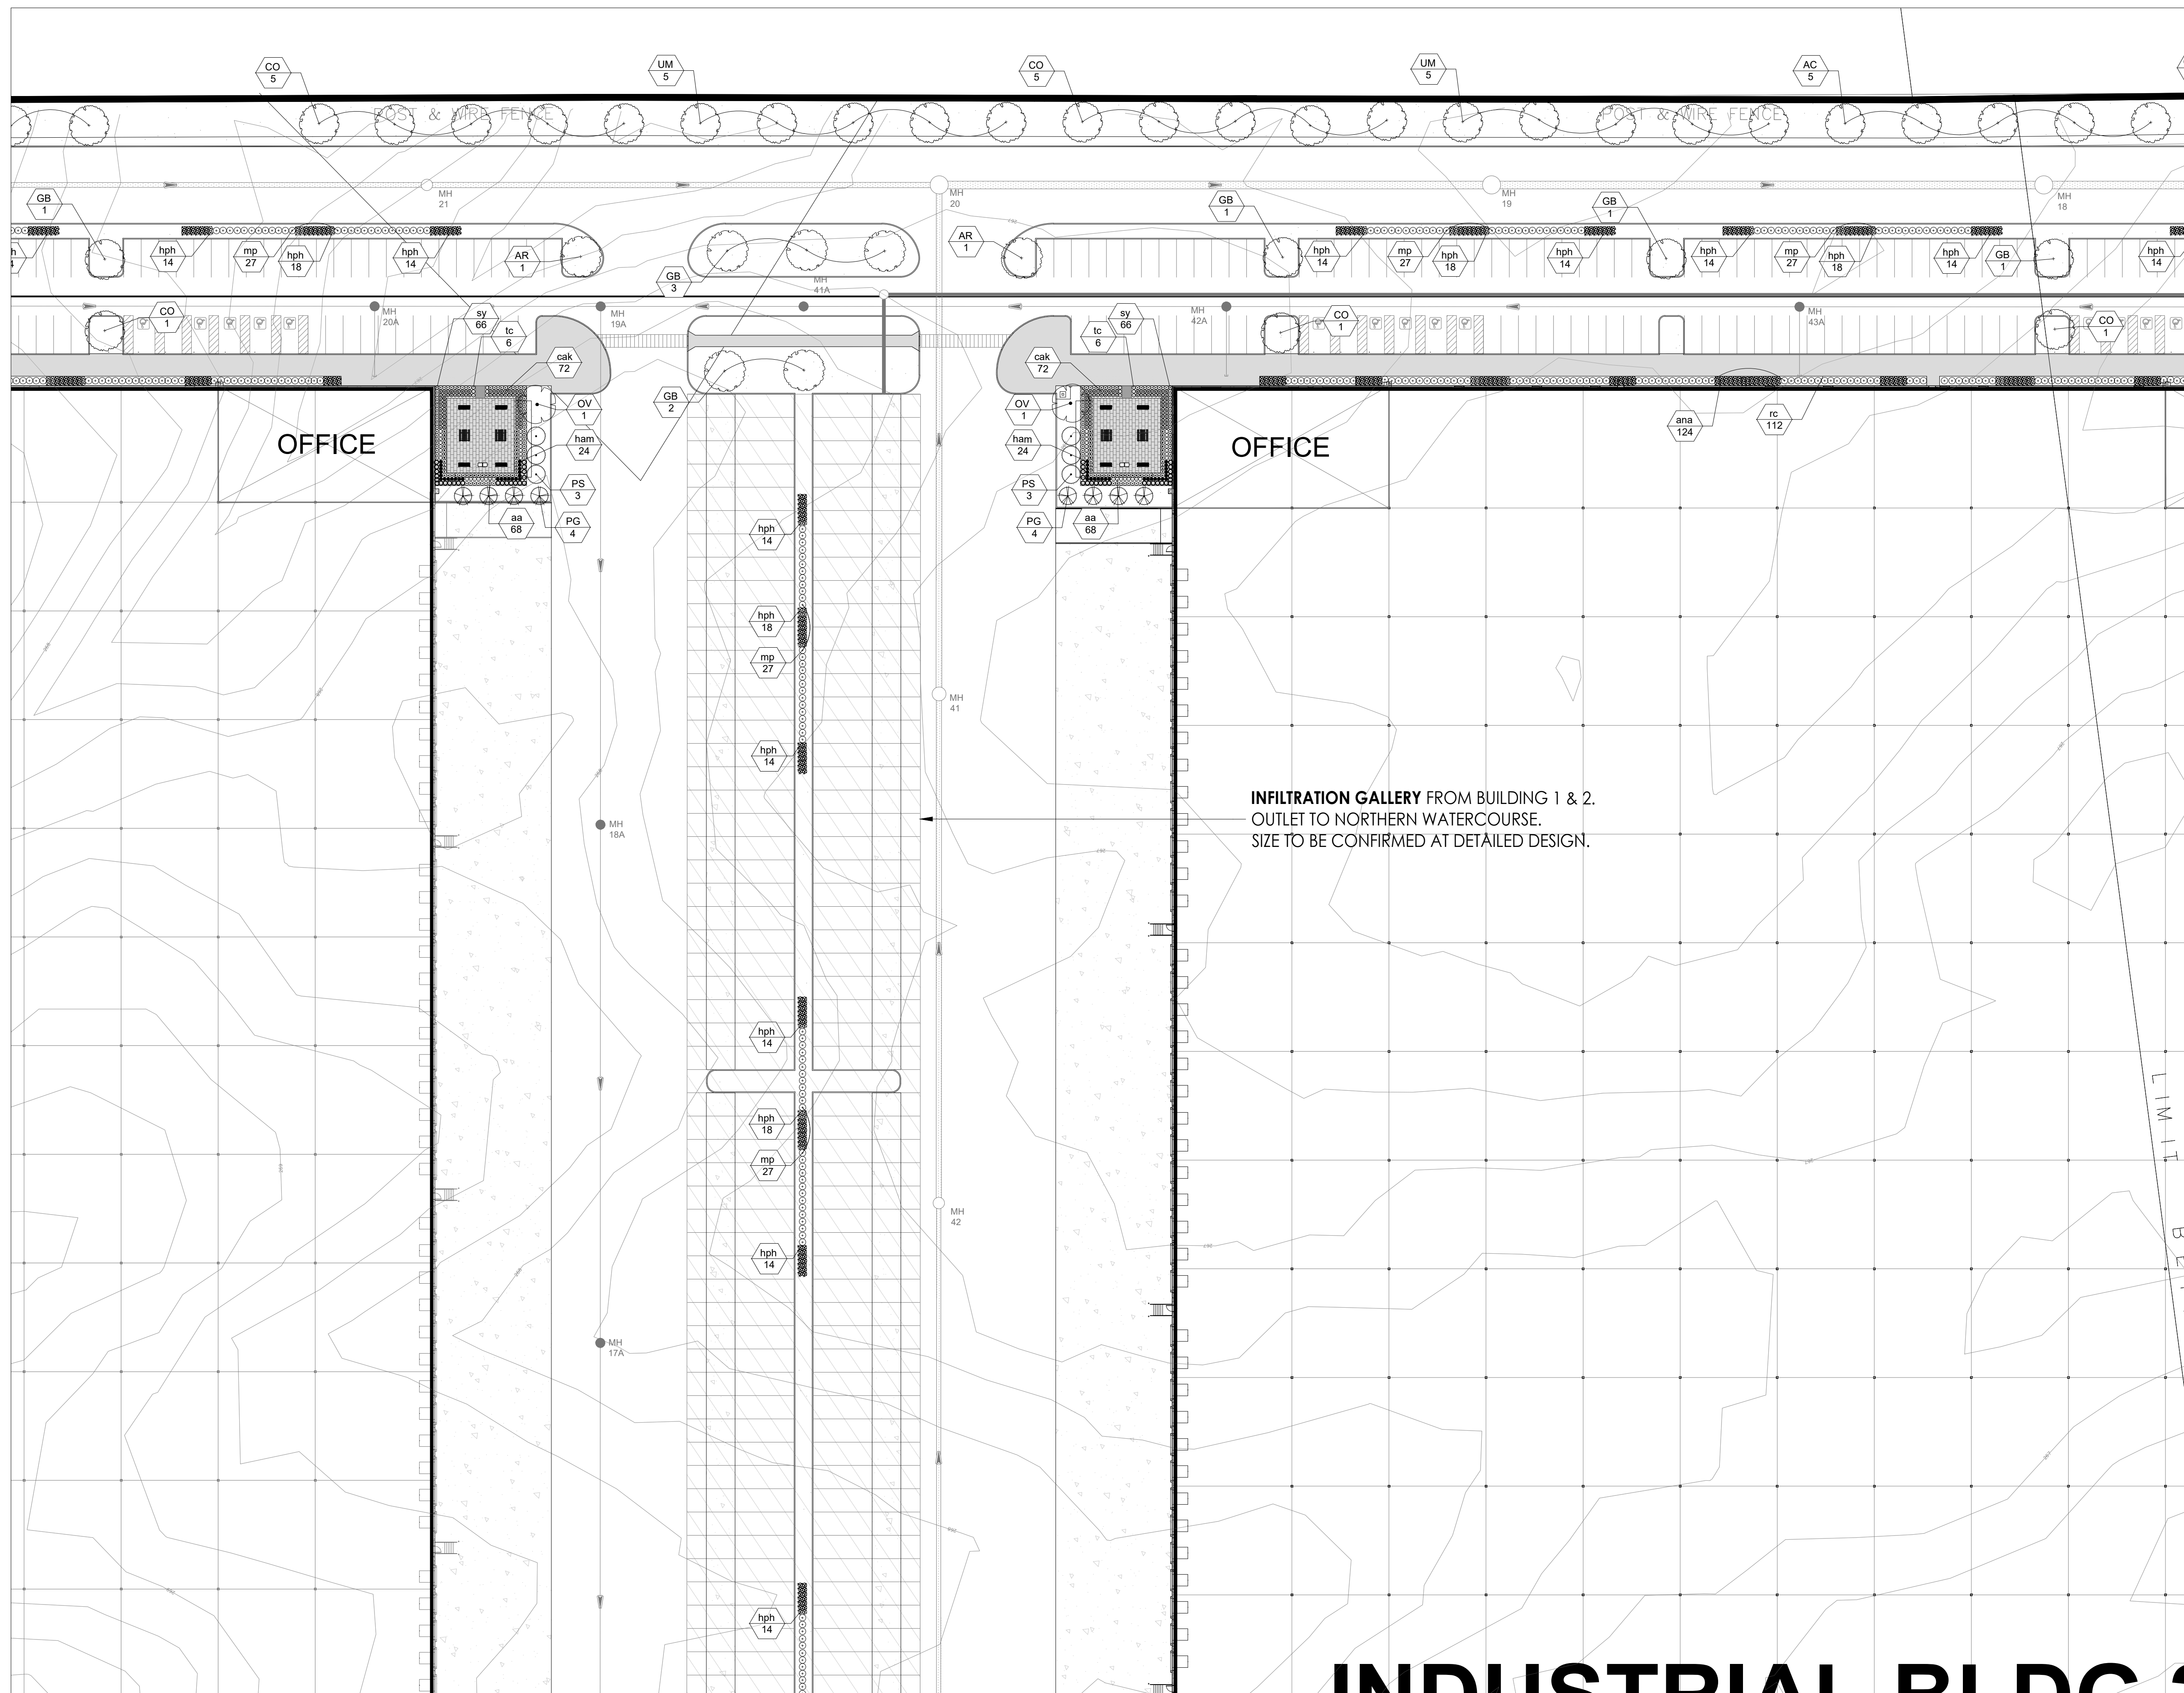 CO
5
UM
5
CO
5
UM
5
AC
5
POST & WIRE FENCE
POST & WIRE FENCE
MH
21
MH
20
MH
19
MH
18
GB
1
GB
1
GB
1
hph
14
mp
27
hph
18
hph
14
AR
1
GB
3
AR
1
hph
14
mp
27
hph
18
hph
14
hph
14
mp
27
hph
18
hph
14
GB
1
hph
14
MH
41A
CO
1
MH
20A
sy
66
tc
6
MH
19A
sy
66
tc
6
MH
42A
CO
1
MH
43A
CO
1
cak
72
cak
72
GB
2
OV
1
OV
1
ana
124
rc
112
OFFICE
OFFICE
ham
24
ham
24
PS
3
PS
3
aa
68
PG
4
PG
4
aa
68
hph
14
hph
18
mp
27
MH
41
hph
14
INFILTRATION GALLERY FROM BUILDING 1 & 2.
OUTLET TO NORTHERN WATERCOURSE.
SIZE TO BE CONFIRMED AT DETAILED DESIGN.
MH
18A
267
hph
14
LIMIT
hph
18
mp
27
MH
42
hph
14
267
MH
17A
hph
14
INDUSTRIAL BLDG